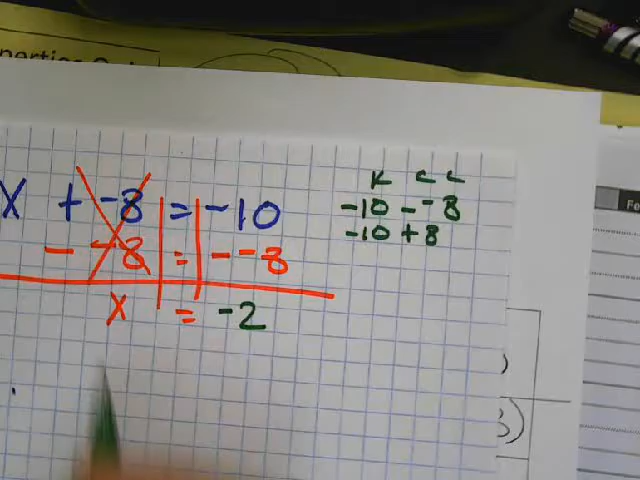 x + -8 = -10
- -8 = - -8
x = -2
K C C
-10 - -8
-10 + 8